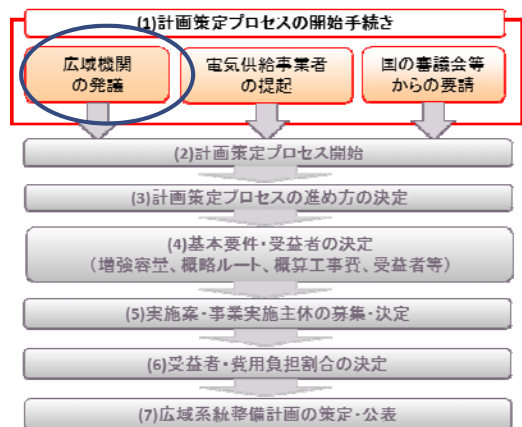 (1)計画策定プロセスの開始手続き
広域機関
の発議
電気供給事業者
の提起
国の審議会等
からの要請
(2)計画策定プロセス開始
(3)計画策定プロセスの進め方の決定
(4)基本要件・受益者の決定
(増強容量、概略ルート、概算工事費、受益者等)
(5)実施案・事業実施主体の募集・決定
(6)受益者・費用負担割合の決定
(7)広域系統整備計画の策定・公表